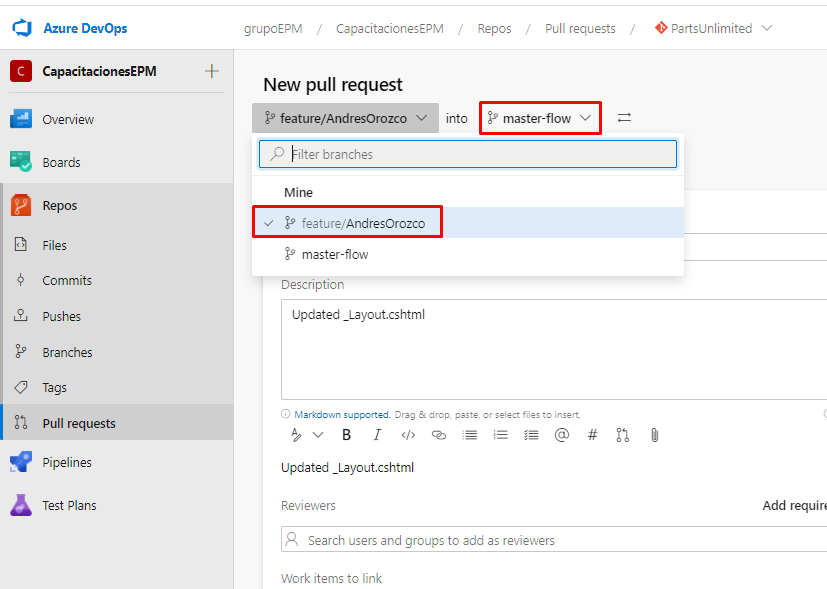 Azure DevOps
grupoEPM / CapacitacionesEPM / Repos / Pull requests / PartsUnlimited
C CapacitacionesEPM
Overview
Boards
Repos
Files
Commits
Pushes
Branches
Tags
Pull requests
Pipelines
Test Plans
New pull request
feature/AndresOrozco into master-flow
Filter branches
Mine
feature/AndresOrozco
master-flow
Description
Updated _Layout.cshtml
Markdown supported. Drag & drop, paste, or select files to insert.
B I </> @ #
Updated _Layout.cshtml
Reviewers Add require
Search users and groups to add as reviewers
Work items to link